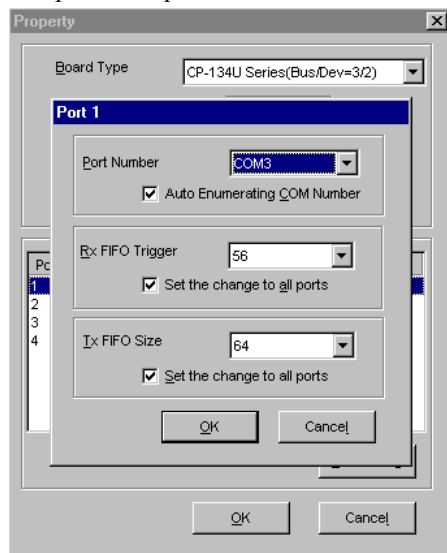 Property
Board Type
CP-134U Series(Bus/Dev=3/2)
Port 1
Port Number
COM3
Auto Enumerating COM Number
Rx FIFO Trigger
56
Set the change to all ports
Tx FIFO Size
64
Set the change to all ports
OK Cancel
1
2
3
4
OK Cancel